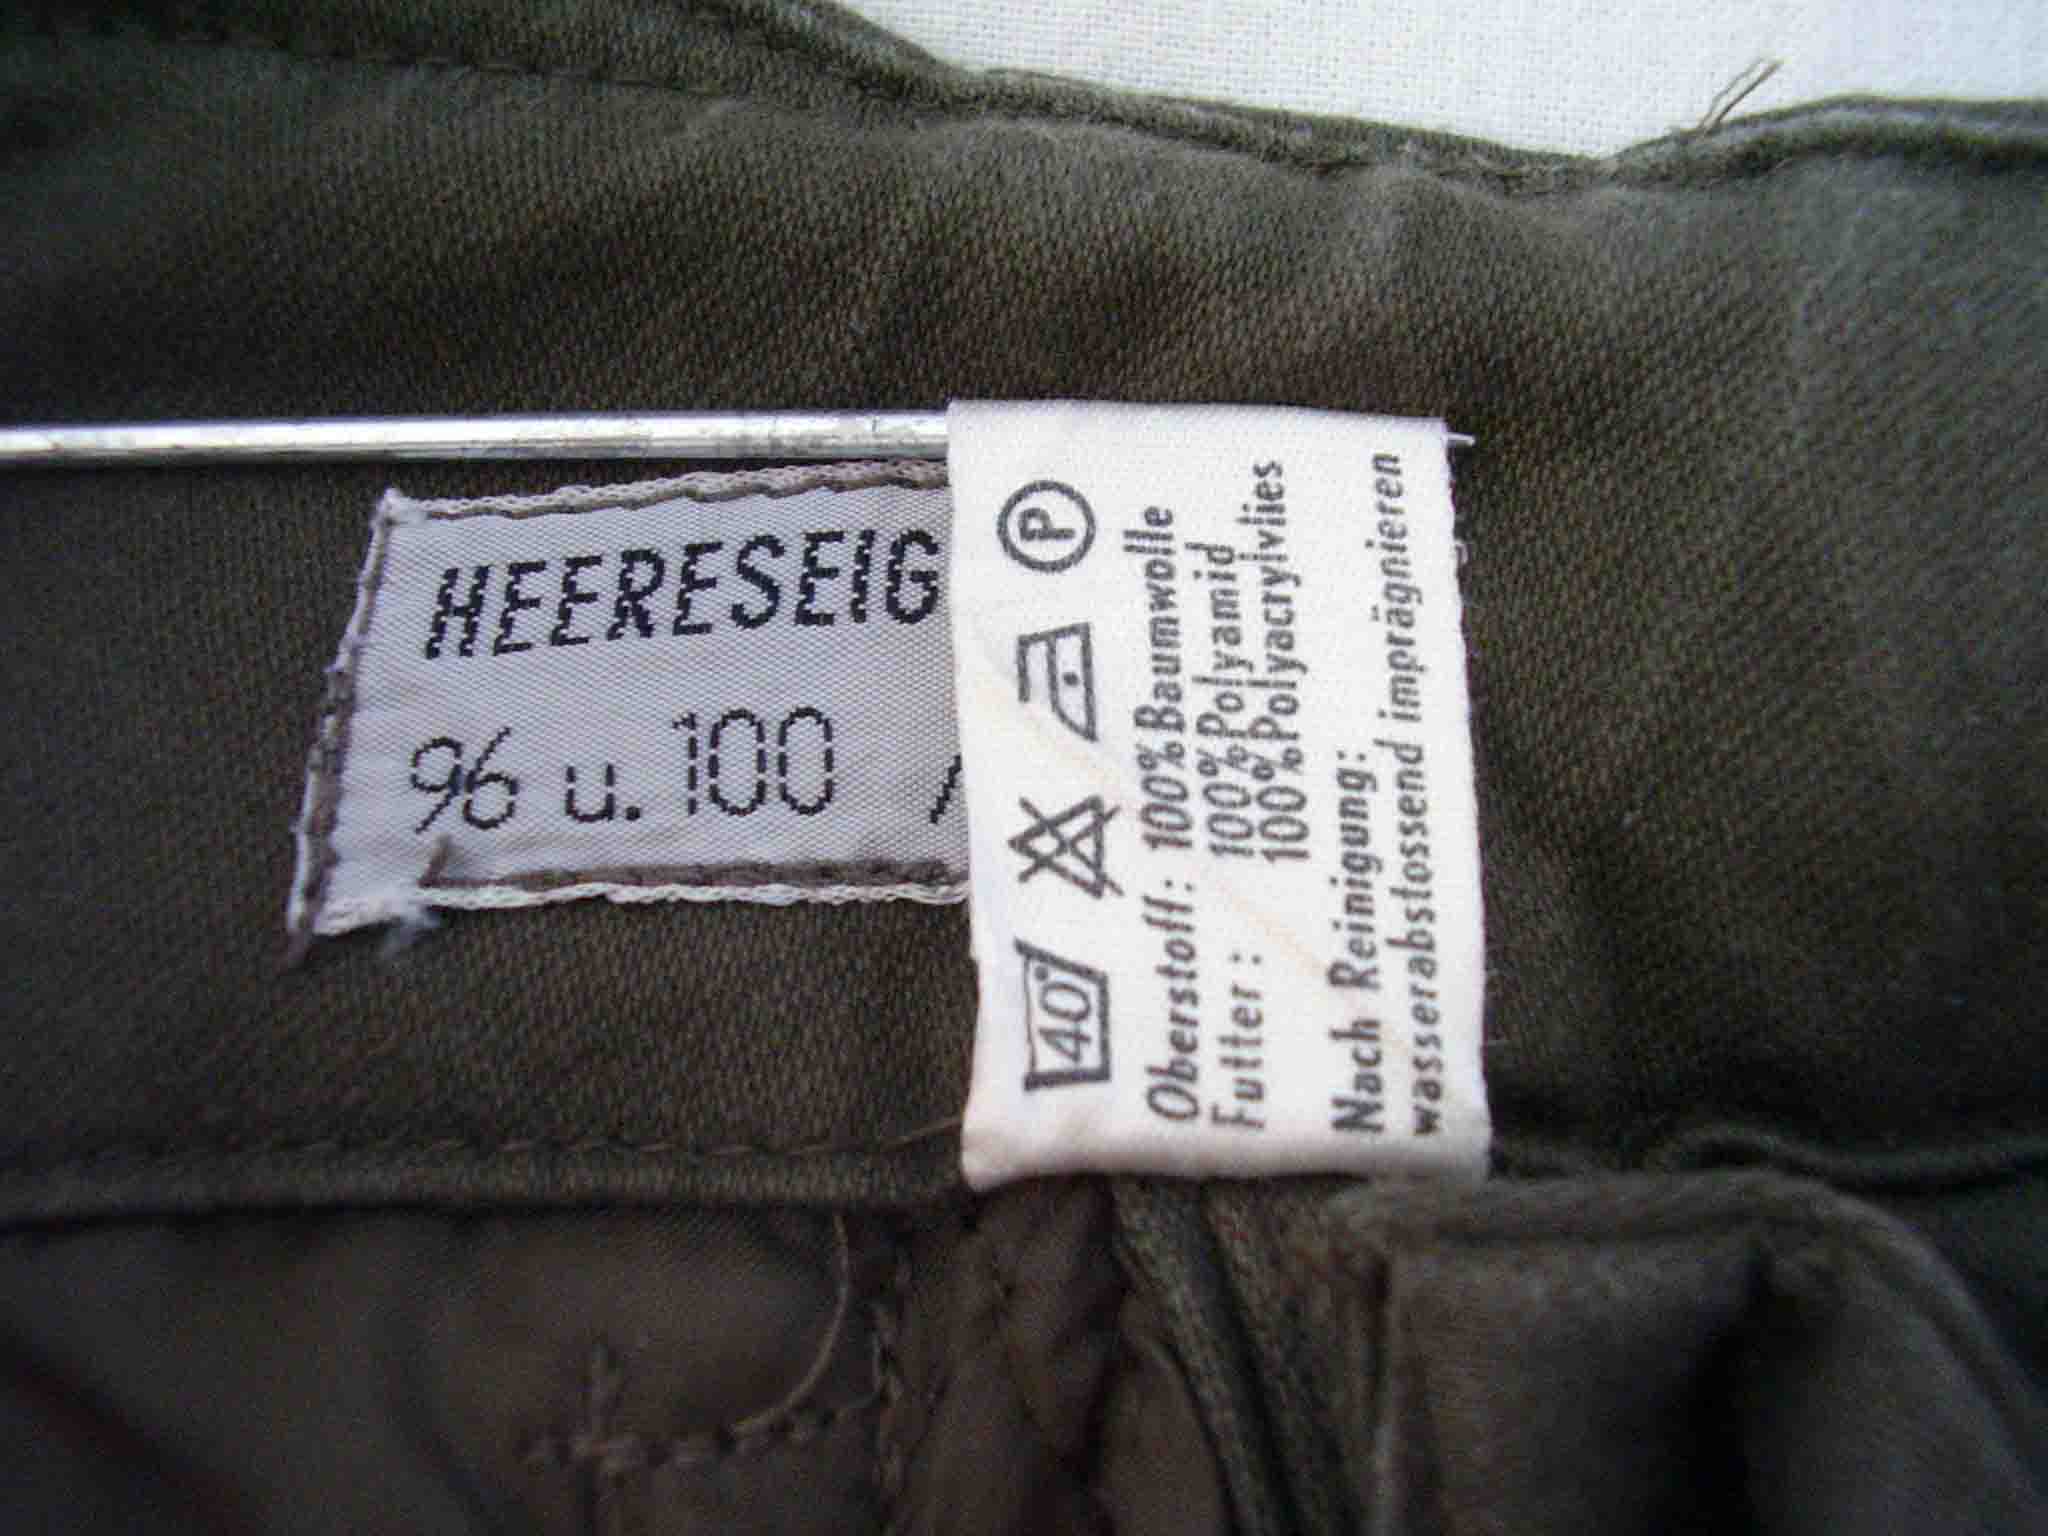 HEERESEIG
96 u. 100 /
P
40°
Oberstoff: 100% Baumwolle
Futter: 100% Polyamid
100% Polyacrylvlies
Nach Reinigung:
wasserabstossend imprägnieren